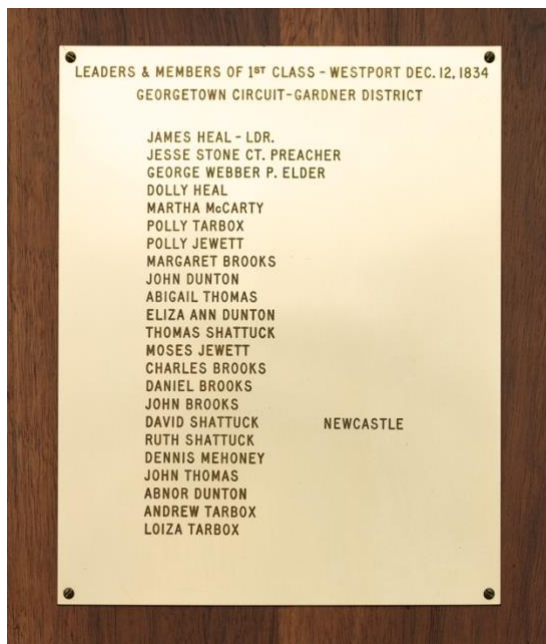 LEADERS & MEMBERS OF 1ST CLASS - WESTPORT DEC. 12, 1834
GEORGETOWN CIRCUIT-GARDNER DISTRICT
JAMES HEAL - LDR.
JESSE STONE CT. PREACHER
GEORGE WEBBER P. ELDER
DOLLY HEAL
MARTHA McCARTY
POLLY TARBOX
POLLY JEWETT
MARGARET BROOKS
JOHN DUNTON
ABIGAIL THOMAS
ELIZA ANN DUNTON
THOMAS SHATTUCK
MOSES JEWETT
CHARLES BROOKS
DANIEL BROOKS
JOHN BROOKS
DAVID SHATTUCK NEWCASTLE
RUTH SHATTUCK
DENNIS MEHONEY
JOHN THOMAS
ABNOR DUNTON
ANDREW TARBOX
LOIZA TARBOX